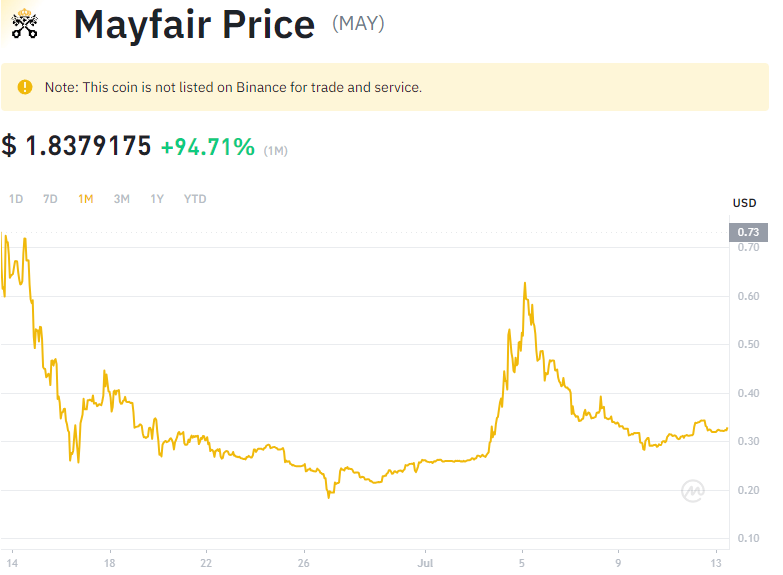 Mayfair Price (MAY)
Note: This coin is not listed on Binance for trade and service.
$ 1.8379175 +94.71% (1M)
1D 7D 1M 3M 1Y YTD
USD
0.73
0.70
0.60
0.50
0.40
0.30
0.20
0.10
14 18 22 26 Jul 5 9 13